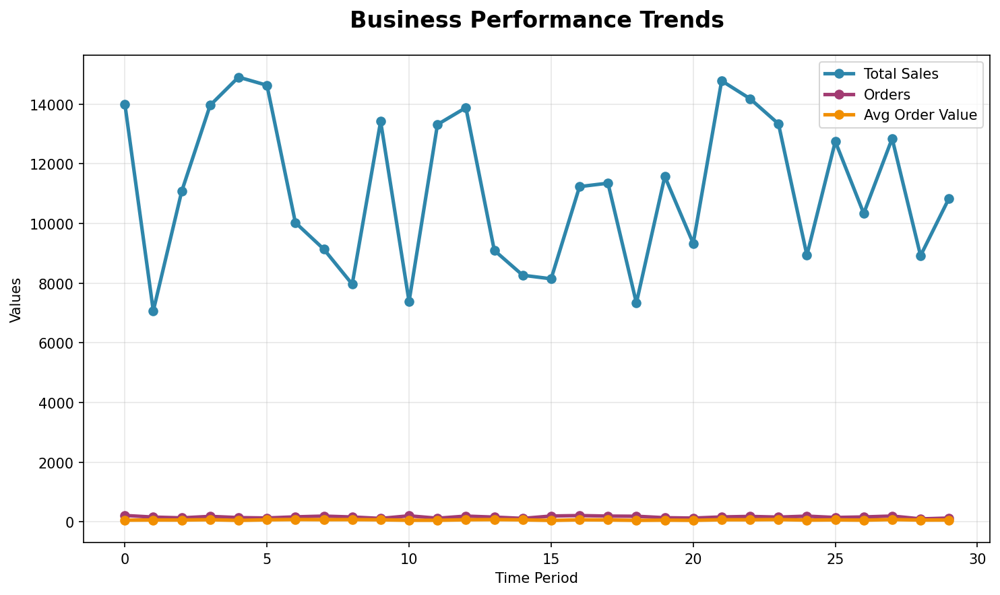 Business Performance Trends
Total Sales
Orders
Avg Order Value
14000
12000
10000
8000
6000
4000
2000
0
Values
0 5 10 15 20 25 30
Time Period